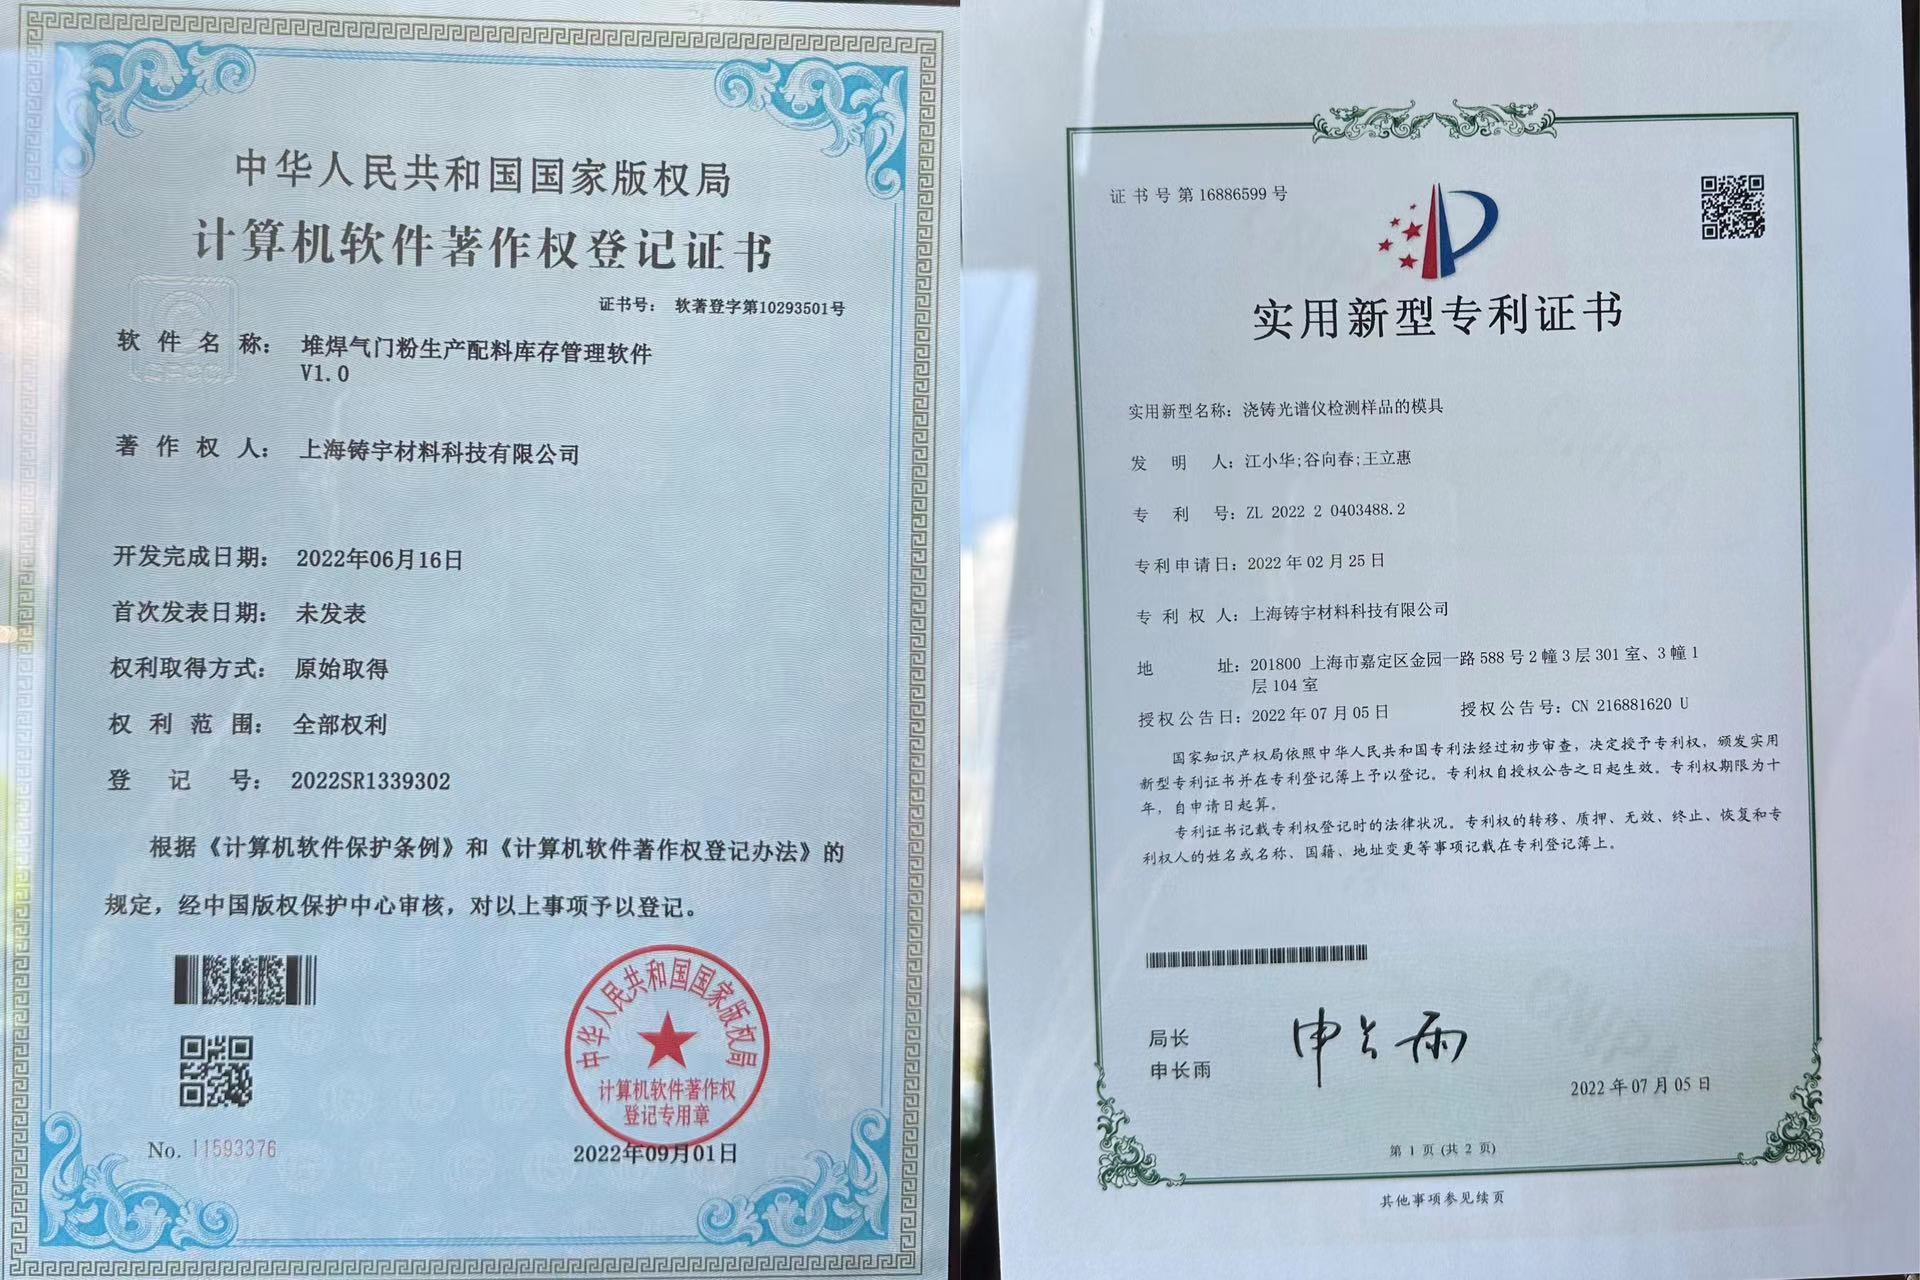 中华人民共和国国家版权局
计算机软件著作权登记证书
证书号： 软著登字第10293501号
软件名称： 堆焊气门粉生产配料库存管理软件
V1.0
著作权人： 上海铸宇材料科技有限公司
开发完成日期： 2022年06月16日
首次发表日期： 未发表
权利取得方式： 原始取得
权利范围： 全部权利
登记号： 2022SR1339302
根据《计算机软件保护条例》和《计算机软件著作权登记办法》的
规定，经中国版权保护中心审核，对以上事项予以登记。
中华人民共和国国家版权局
计算机软件著作权
登记专用章
No. 11593376
2022年09月01日
证书号第16886599号
实用新型专利证书
实用新型名称：浇铸光谱仪检测样品的模具
发明人：江小华;谷向春;王立惠
专利号：ZL 2022 2 0403488.2
专利申请日：2022年02月25日
专利权人：上海铸宇材料科技有限公司
地址：201800 上海市嘉定区金园一路588号2幢3层301室、3幢1
层104室
授权公告日：2022年07月05日 授权公告号：CN 216881620 U
国家知识产权局依照中华人民共和国专利法经过初步审查，决定授予专利权，颁发实用
新型专利证书并在专利登记簿上予以登记。专利权自授权公告之日起生效。专利权期限为十
年，自申请日起算。
专利证书记载专利权登记时的法律状况。专利权的转移、质押、无效、终止、恢复和专
利权人的姓名或名称、国籍、地址变更等事项记载在专利登记簿上。
局长
申长雨
申长雨
2022年07月05日
第 1 页 (共 2 页)
其他事项参见续页